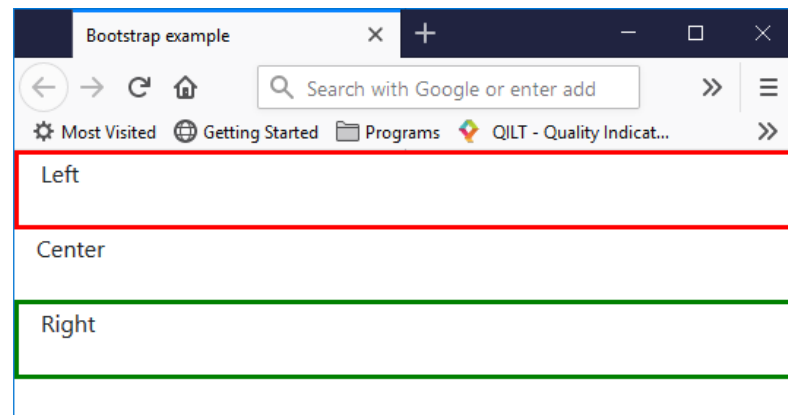 Bootstrap example
Search with Google or enter add
Most Visited Getting Started Programs QILT - Quality Indicat...
Left
Center
Right